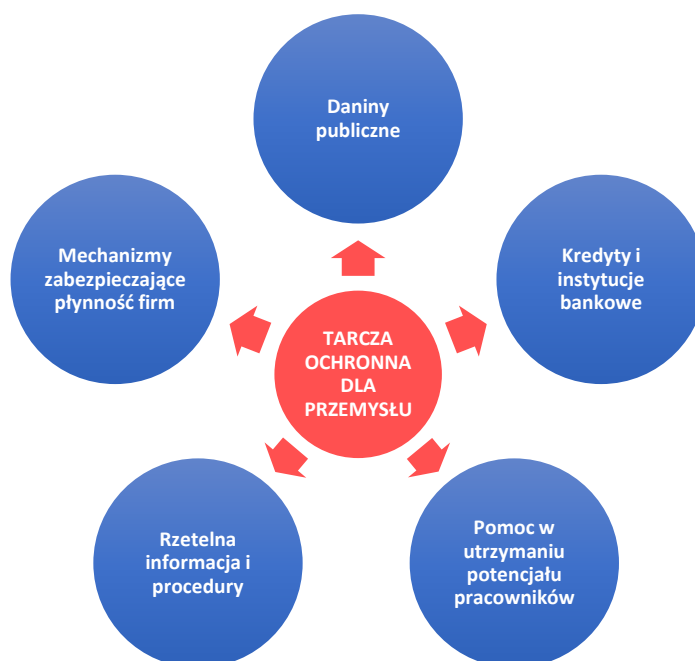 Daniny
publiczne
Mechanizmy
zabezpieczające
płynność firm
Kredyty i
instytucje
bankowe
TARCZA
OCHRONNA
DLA
PRZEMYSŁU
Rzetelna
informacja i
procedury
Pomoc w
utrzymaniu
potencjału
pracowników